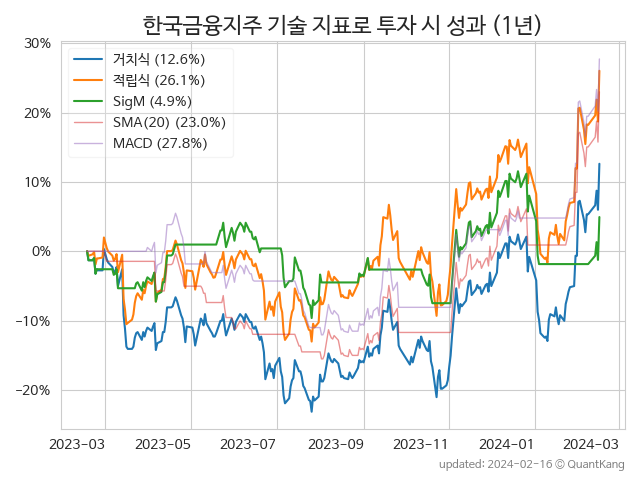 한국금융지주 기술 지표로 투자 시 성과 (1년)
30%
20%
10%
0%
−10%
−20%
거치식 (12.6%)
적립식 (26.1%)
SigM (4.9%)
SMA(20) (23.0%)
MACD (27.8%)
2023-03 2023-05 2023-07 2023-09 2023-11 2024-01 2024-03
updated: 2024-02-16 © QuantKang